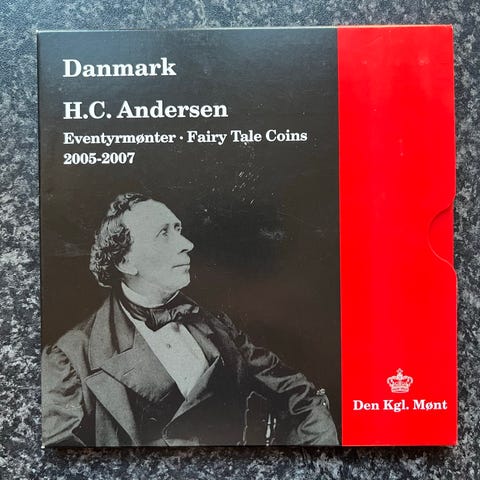 Danmark
H.C. Andersen
Eventyrmønter · Fairy Tale Coins
2005-2007
Den Kgl. Mønt